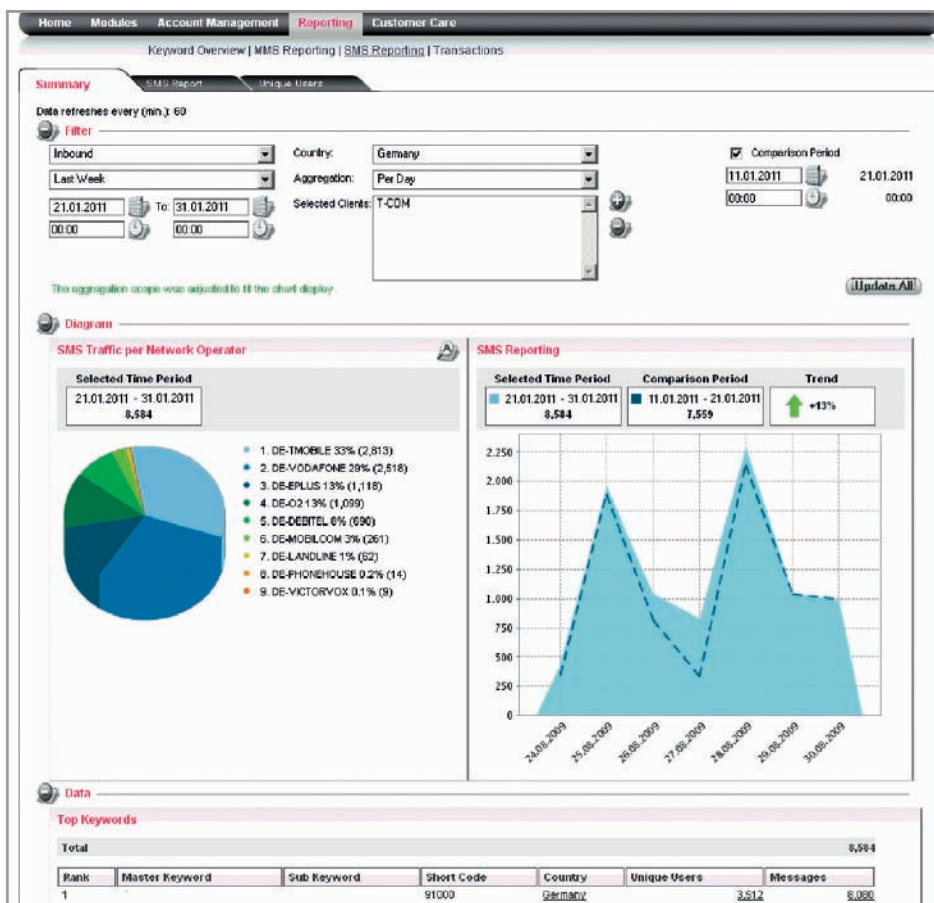 Home Modules Account Management Reporting Customer Care
Keyword Overview | MMS Reporting | SMS Reporting | Transactions
Summary SMS Report Unique Users
Data refreshes every (min.): 60
Filter
Inbound Country: Germany Comparison Period
Last Week Aggregation: Per Day 11.01.2011 21.01.2011
21.01.2011 To: 31.01.2011 Selected Clients: T-COM 00:00 00:00
00:00 00:00
The aggregation scope was adjusted to fit the chart display
Update All
Diagram
SMS Traffic per Network Operator
Selected Time Period
21.01.2011 - 31.01.2011
8,584
1. DE-TMOBILE 33% (2,813)
2. DE-VODAFONE 29% (2,518)
3. DE-EPLUS 13% (1,118)
4. DE-O2 13% (1,099)
5. DE-DEBITEL 8% (690)
6. DE-MOBILCOM 3% (261)
7. DE-LANDLINE 1% (62)
8. DE-PHONEHOUSE 0.2% (14)
9. DE-VICTORVOX 0.1% (9)
SMS Reporting
Selected Time Period Comparison Period Trend
21.01.2011 - 31.01.2011 11.01.2011 - 21.01.2011 +13%
8,584 7,559
2.250
2.000
1.750
1.500
1.250
1.000
750
500
250
0
24.08.2009 25.08.2009 26.08.2009 27.08.2009 28.08.2009 29.08.2009 30.08.2009
Data
Top Keywords
Total 8,584
Rank Master Keyword Sub Keyword Short Code Country Unique Users Messages
1 91000 Germany 3,512 8,080